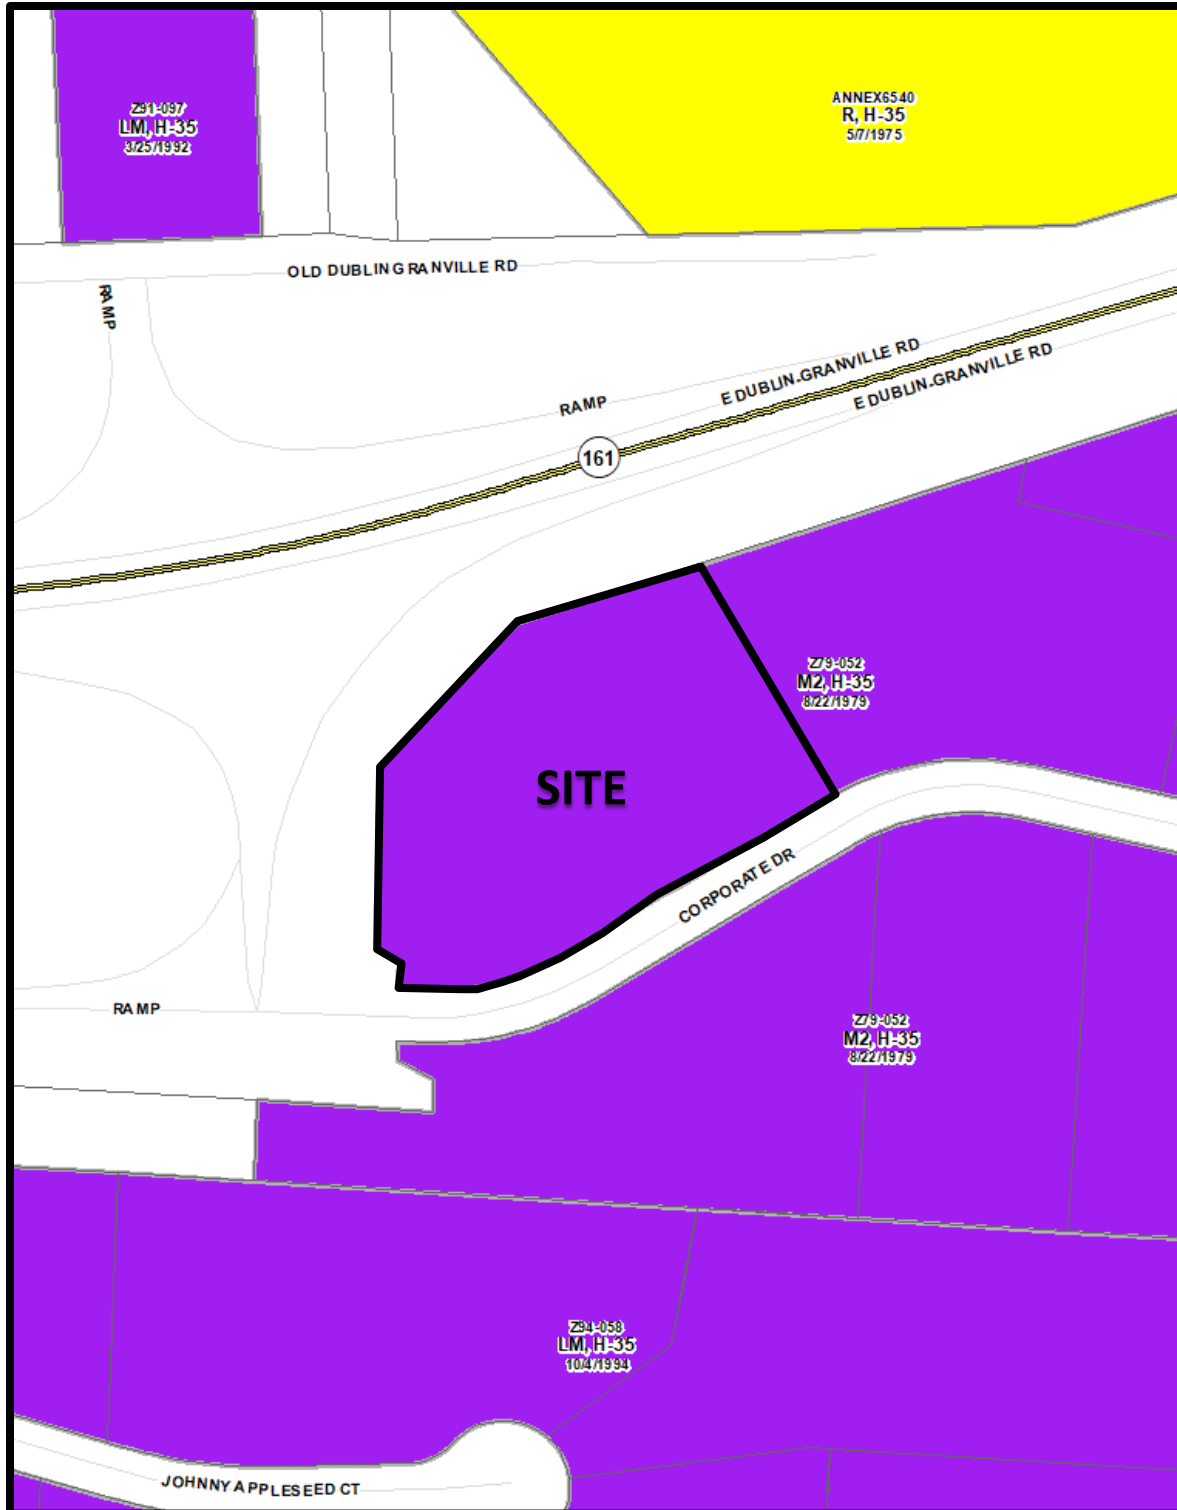 Z91-097
LM, H-35
3/25/1992
ANNEX6540
R, H-35
5/7/1975
OLD DUBLIN GRANVILLE RD
RAMP
E DUBLIN-GRANVILLE RD
E DUBLIN-GRANVILLE RD
RAMP
161
Z79-052
M2, H-35
8/22/1979
SITE
CORPORATE DR
RAMP
Z79-052
M2, H-35
8/22/1979
Z94-058
LM, H-35
10/4/1994
JOHNNY APPLESEED CT